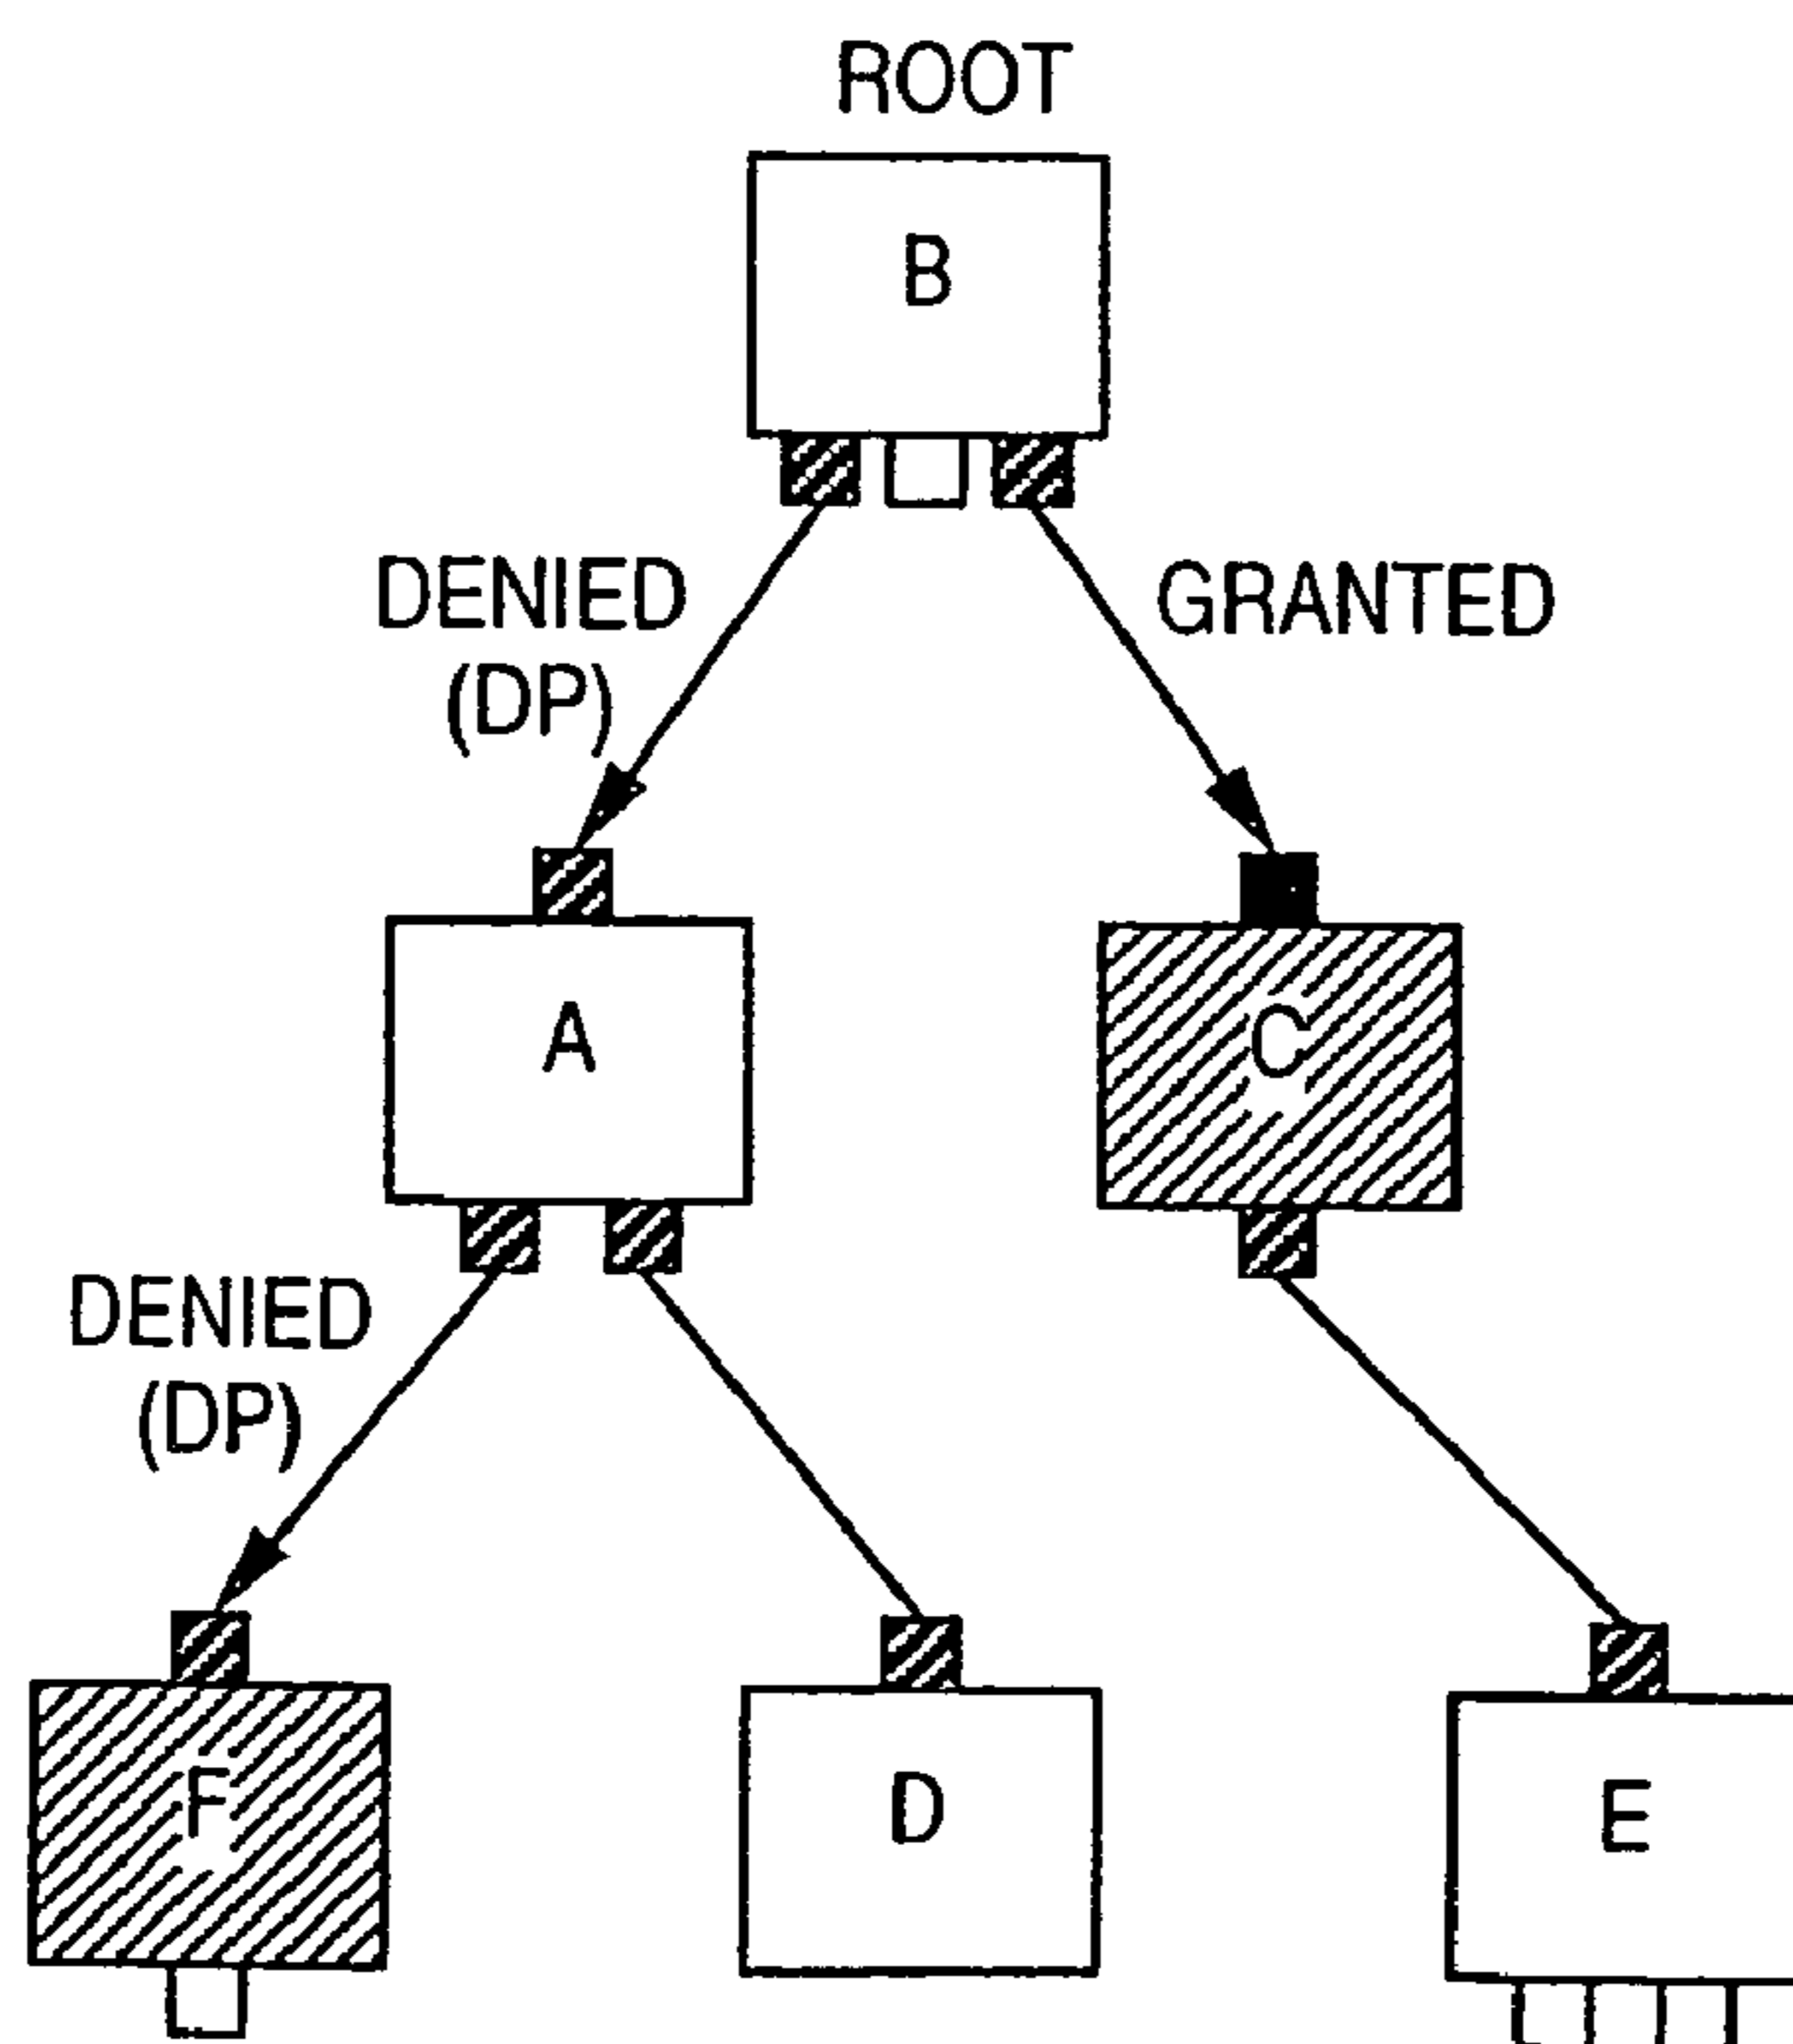 ROOT
B
DENIED
(DP)
GRANTED
A
C
DENIED
(DP)
F
D
E